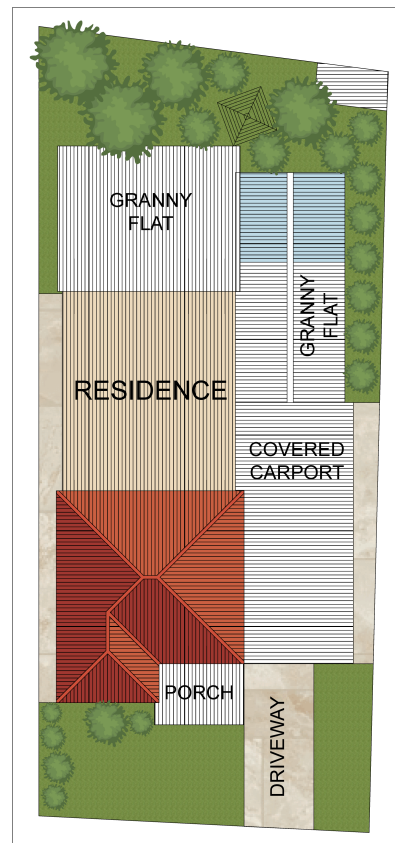 GRANNY
FLAT
GRANNY
FLAT
RESIDENCE
COVERED
CARPORT
PORCH
DRIVEWAY